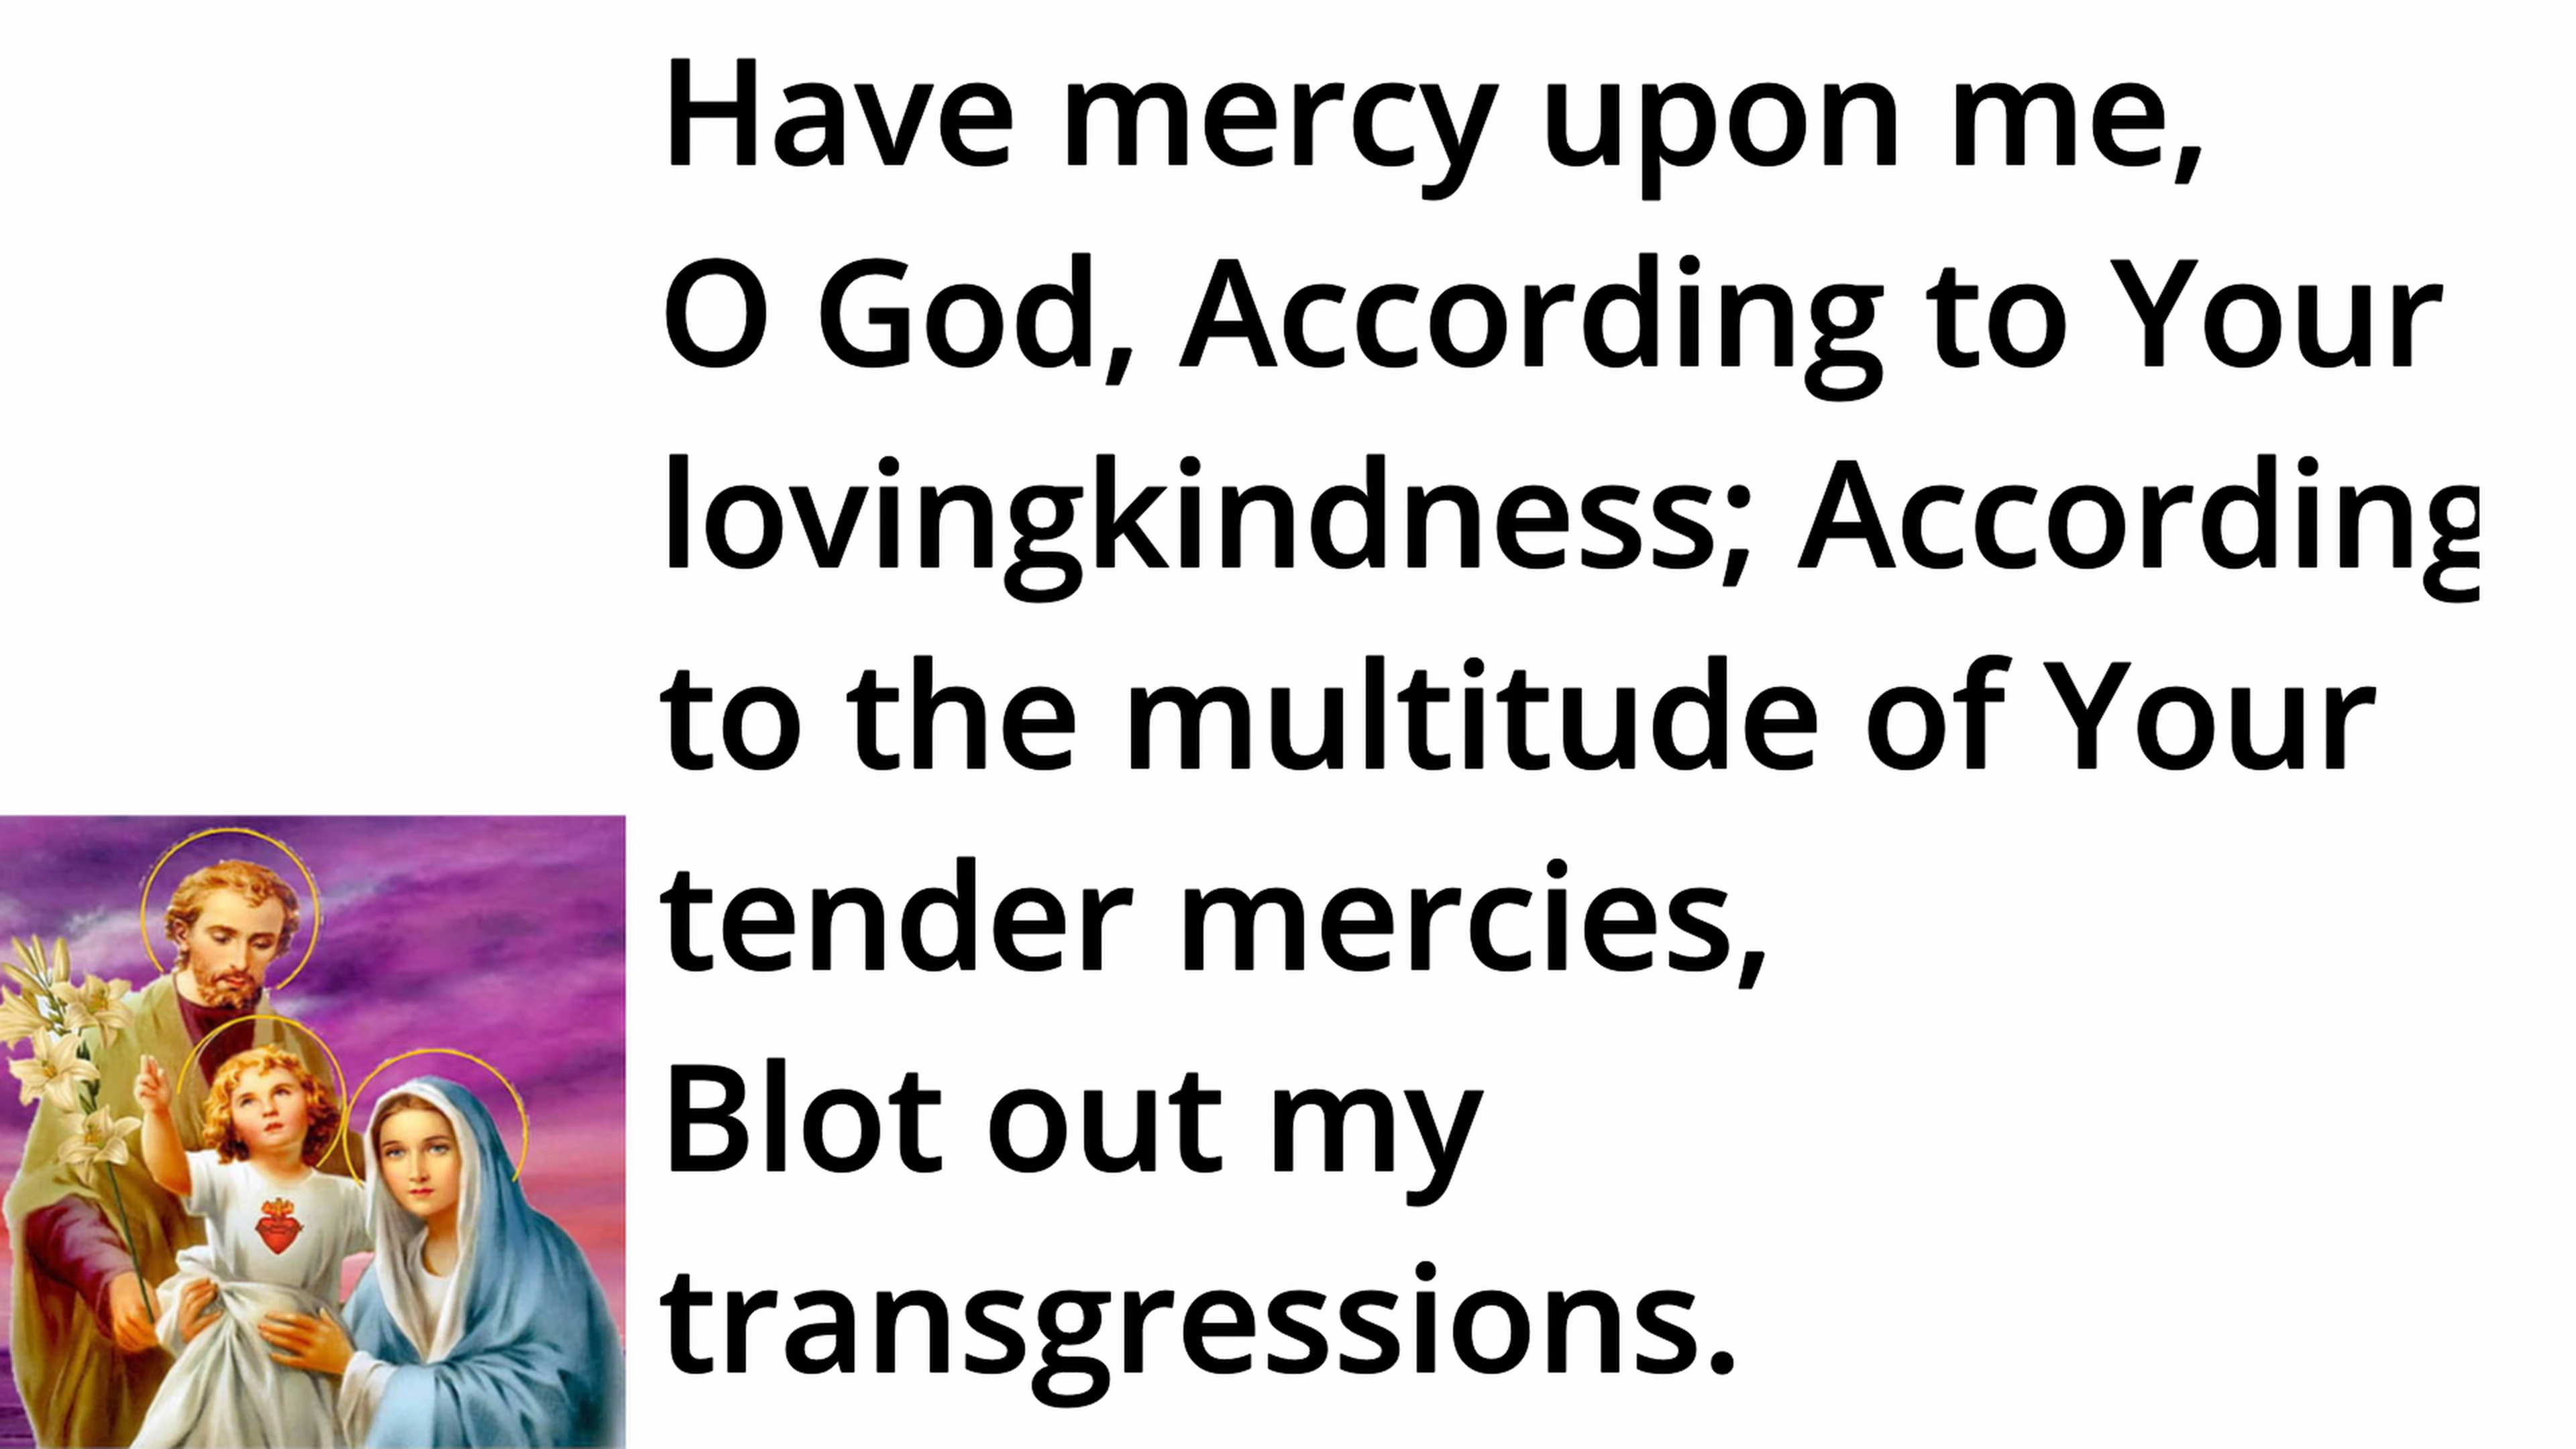 Have mercy upon me,
O God, According to Your
lovingkindness; According
to the multitude of Your
tender mercies,
Blot out my
transgressions.